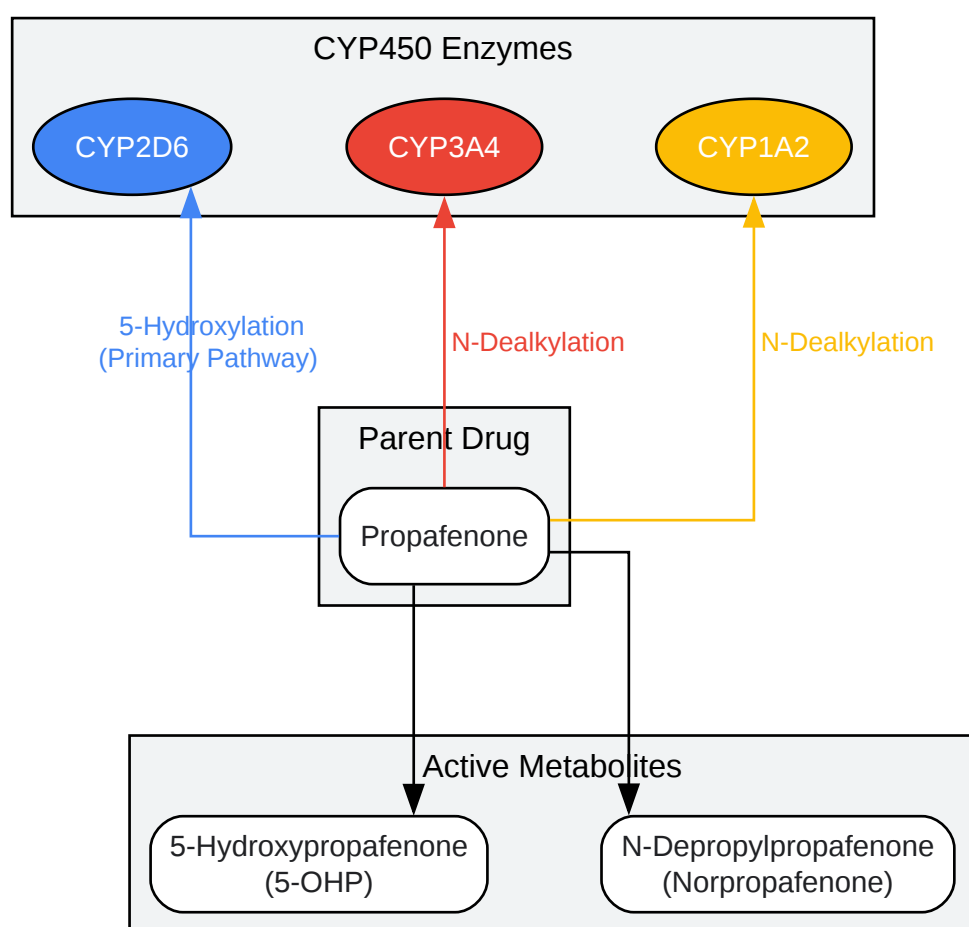 CYP450 Enzymes
CYP2D6
CYP3A4
CYP1A2
5-Hydroxylation
(Primary Pathway)
N-Dealkylation
N-Dealkylation
Parent Drug
Propafenone
Active Metabolites
5-Hydroxypropafenone
(5-OHP)
N-Depropylpropafenone
(Norpropafenone)